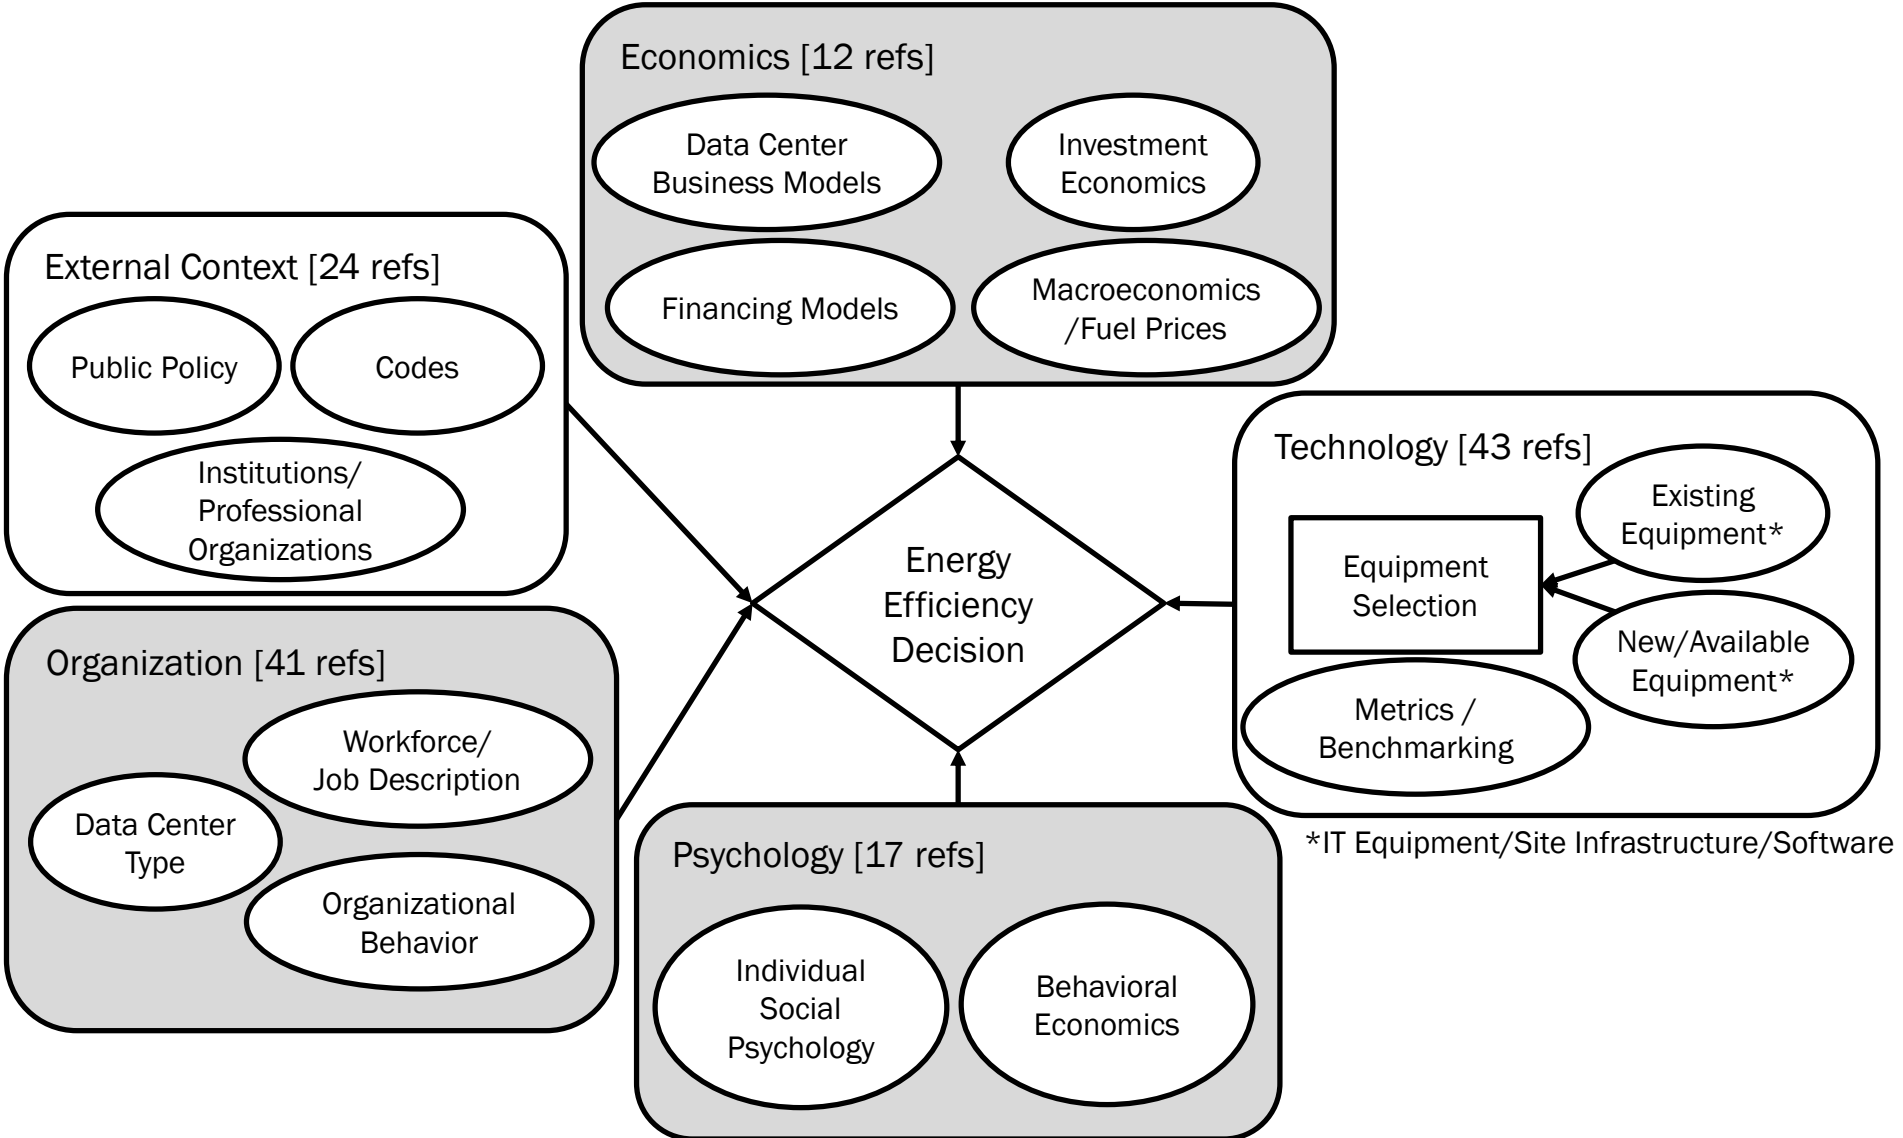 Economics [12 refs]
Data Center
Business Models
Investment
Economics
Financing Models
Macroeconomics
/Fuel Prices
External Context [24 refs]
Public Policy
Codes
Institutions/
Professional
Organizations
Energy
Efficiency
Decision
Technology [43 refs]
Existing
Equipment*
Equipment
Selection
New/Available
Equipment*
Metrics /
Benchmarking
*IT Equipment/Site Infrastructure/Software
Organization [41 refs]
Workforce/
Job Description
Data Center
Type
Organizational
Behavior
Psychology [17 refs]
Individual
Social
Psychology
Behavioral
Economics